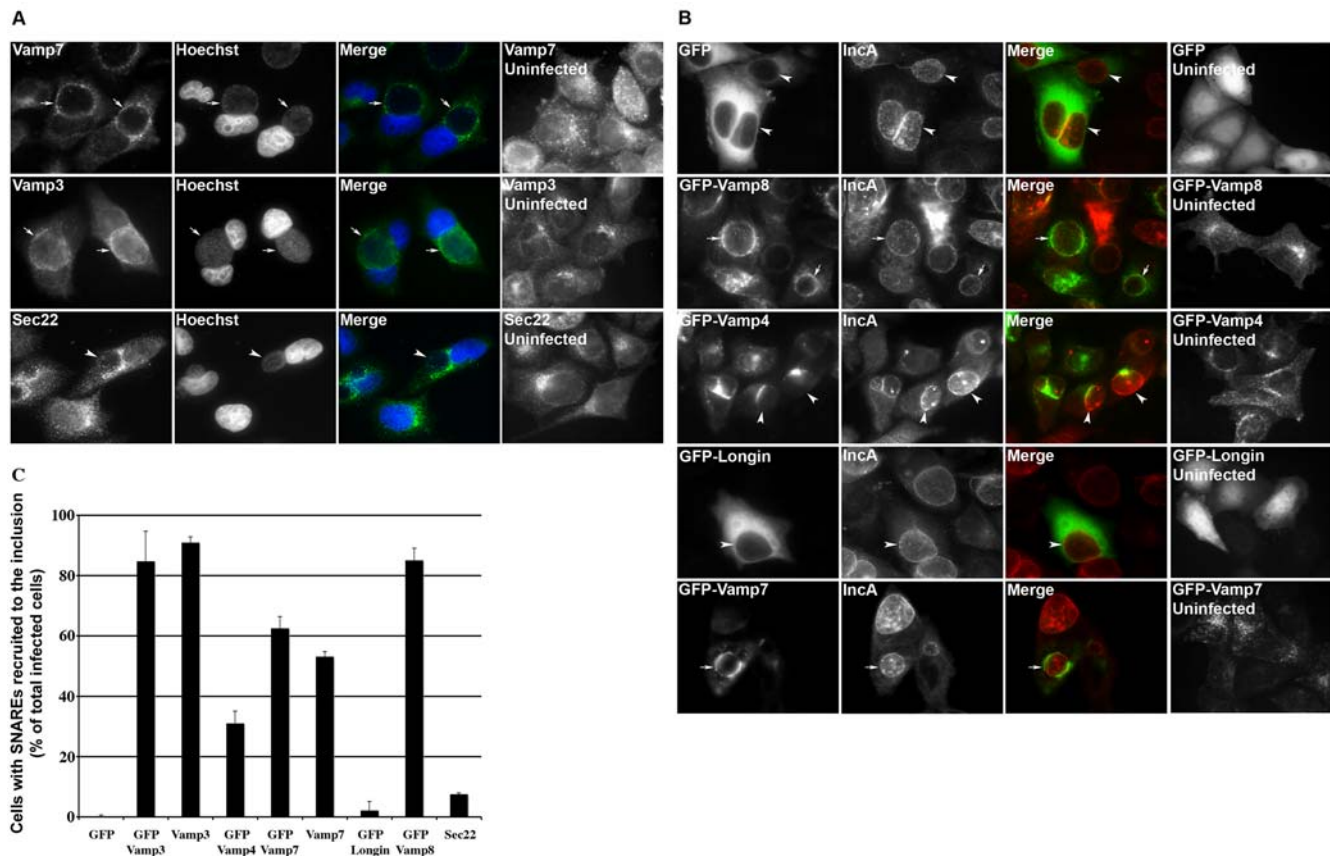 A
Vamp7
Hoechst
Merge
Vamp7
Uninfected
Vamp3
Hoechst
Merge
Vamp3
Uninfected
Sec22
Hoechst
Merge
Sec22
Uninfected
B
GFP
IncA
Merge
GFP
Uninfected
GFP-Vamp8
IncA
Merge
GFP-Vamp8
Uninfected
GFP-Vamp4
IncA
Merge
GFP-Vamp4
Uninfected
GFP-Longin
IncA
Merge
GFP-Longin
Uninfected
GFP-Vamp7
IncA
Merge
GFP-Vamp7
Uninfected
C
Cells with SNAREs recruited to the inclusion
(% of total infected cells)
100
80
60
40
20
0
GFP
GFP
Vamp3
Vamp3
GFP
Vamp4
GFP
Vamp7
Vamp7
GFP
Longin
GFP
Vamp8
Sec22